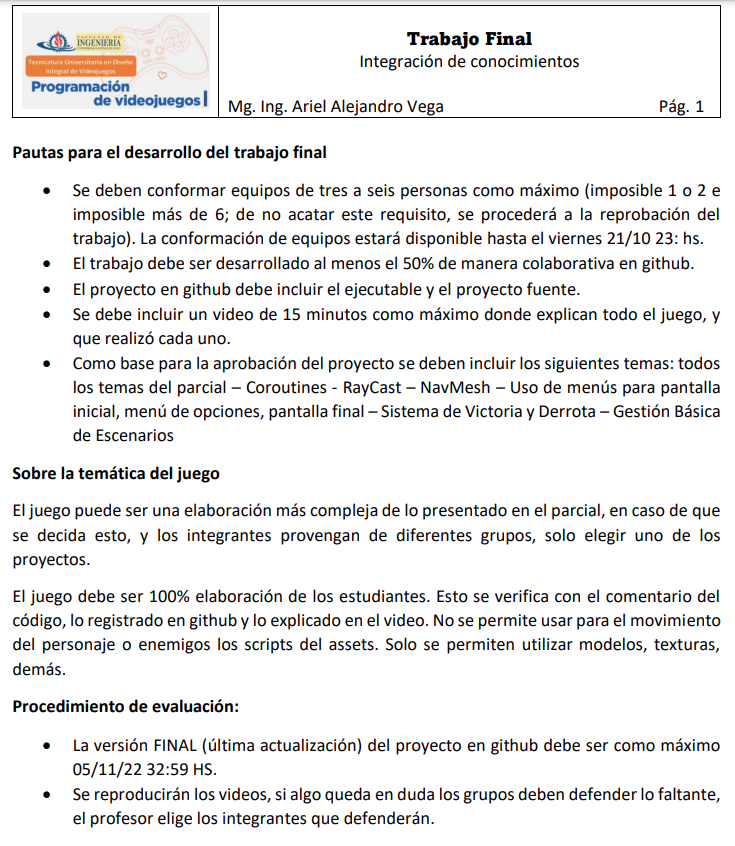 FACULTAD DE
INGENIERÍA
Tecnicatura Universitaria en Diseño
Integral de Videojuegos
Programación
de videojuegos
Trabajo Final
Integración de conocimientos
Mg. Ing. Ariel Alejandro Vega Pág. 1
Pautas para el desarrollo del trabajo final
• Se deben conformar equipos de tres a seis personas como máximo (imposible 1 o 2 e
imposible más de 6; de no acatar este requisito, se procederá a la reprobación del
trabajo). La conformación de equipos estará disponible hasta el viernes 21/10 23: hs.
• El trabajo debe ser desarrollado al menos el 50% de manera colaborativa en github.
• El proyecto en github debe incluir el ejecutable y el proyecto fuente.
• Se debe incluir un video de 15 minutos como máximo donde explican todo el juego, y
que realizó cada uno.
• Como base para la aprobación del proyecto se deben incluir los siguientes temas: todos
los temas del parcial – Coroutines - RayCast – NavMesh – Uso de menús para pantalla
inicial, menú de opciones, pantalla final – Sistema de Victoria y Derrota – Gestión Básica
de Escenarios
Sobre la temática del juego
El juego puede ser una elaboración más compleja de lo presentado en el parcial, en caso de que
se decida esto, y los integrantes provengan de diferentes grupos, solo elegir uno de los
proyectos.
El juego debe ser 100% elaboración de los estudiantes. Esto se verifica con el comentario del
código, lo registrado en github y lo explicado en el video. No se permite usar para el movimiento
del personaje o enemigos los scripts del assets. Solo se permiten utilizar modelos, texturas,
demás.
Procedimiento de evaluación:
• La versión FINAL (última actualización) del proyecto en github debe ser como máximo
05/11/22 32:59 HS.
• Se reproducirán los videos, si algo queda en duda los grupos deben defender lo faltante,
el profesor elige los integrantes que defenderán.